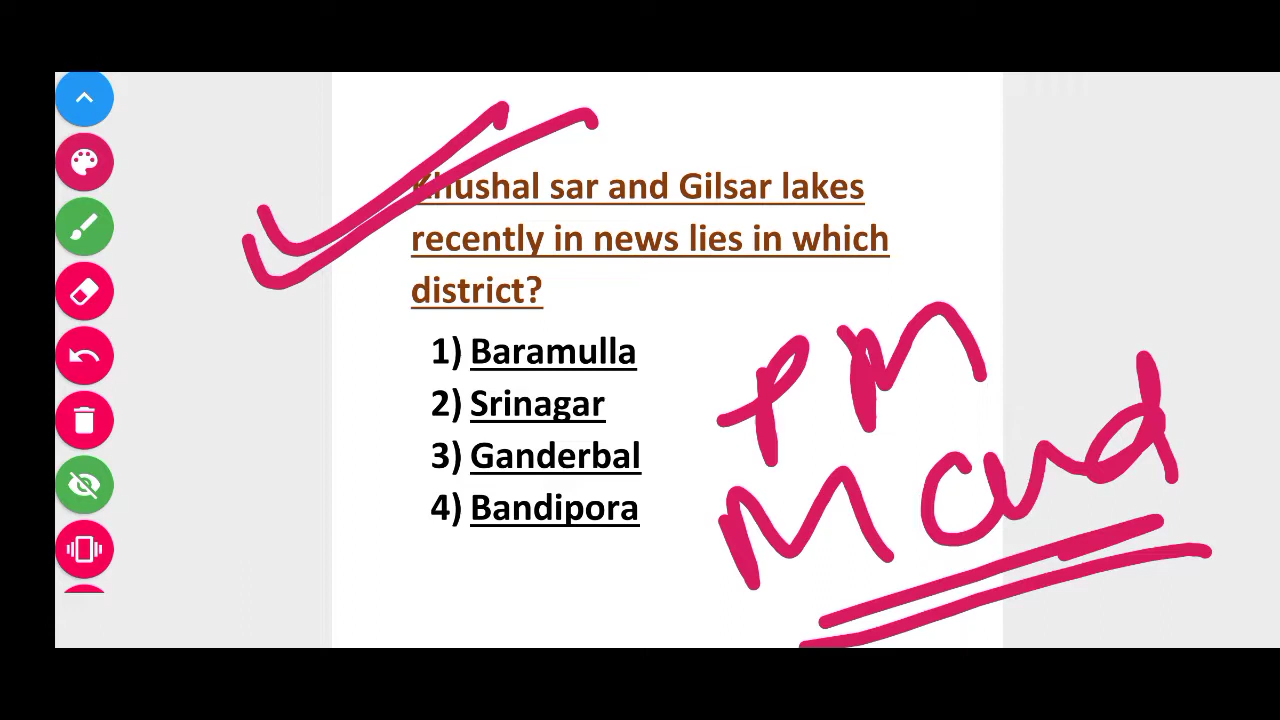 Khushal sar and Gilsar lakes
recently in news lies in which
district?
1) Baramulla
2) Srinagar
3) Ganderbal
4) Bandipora
PM